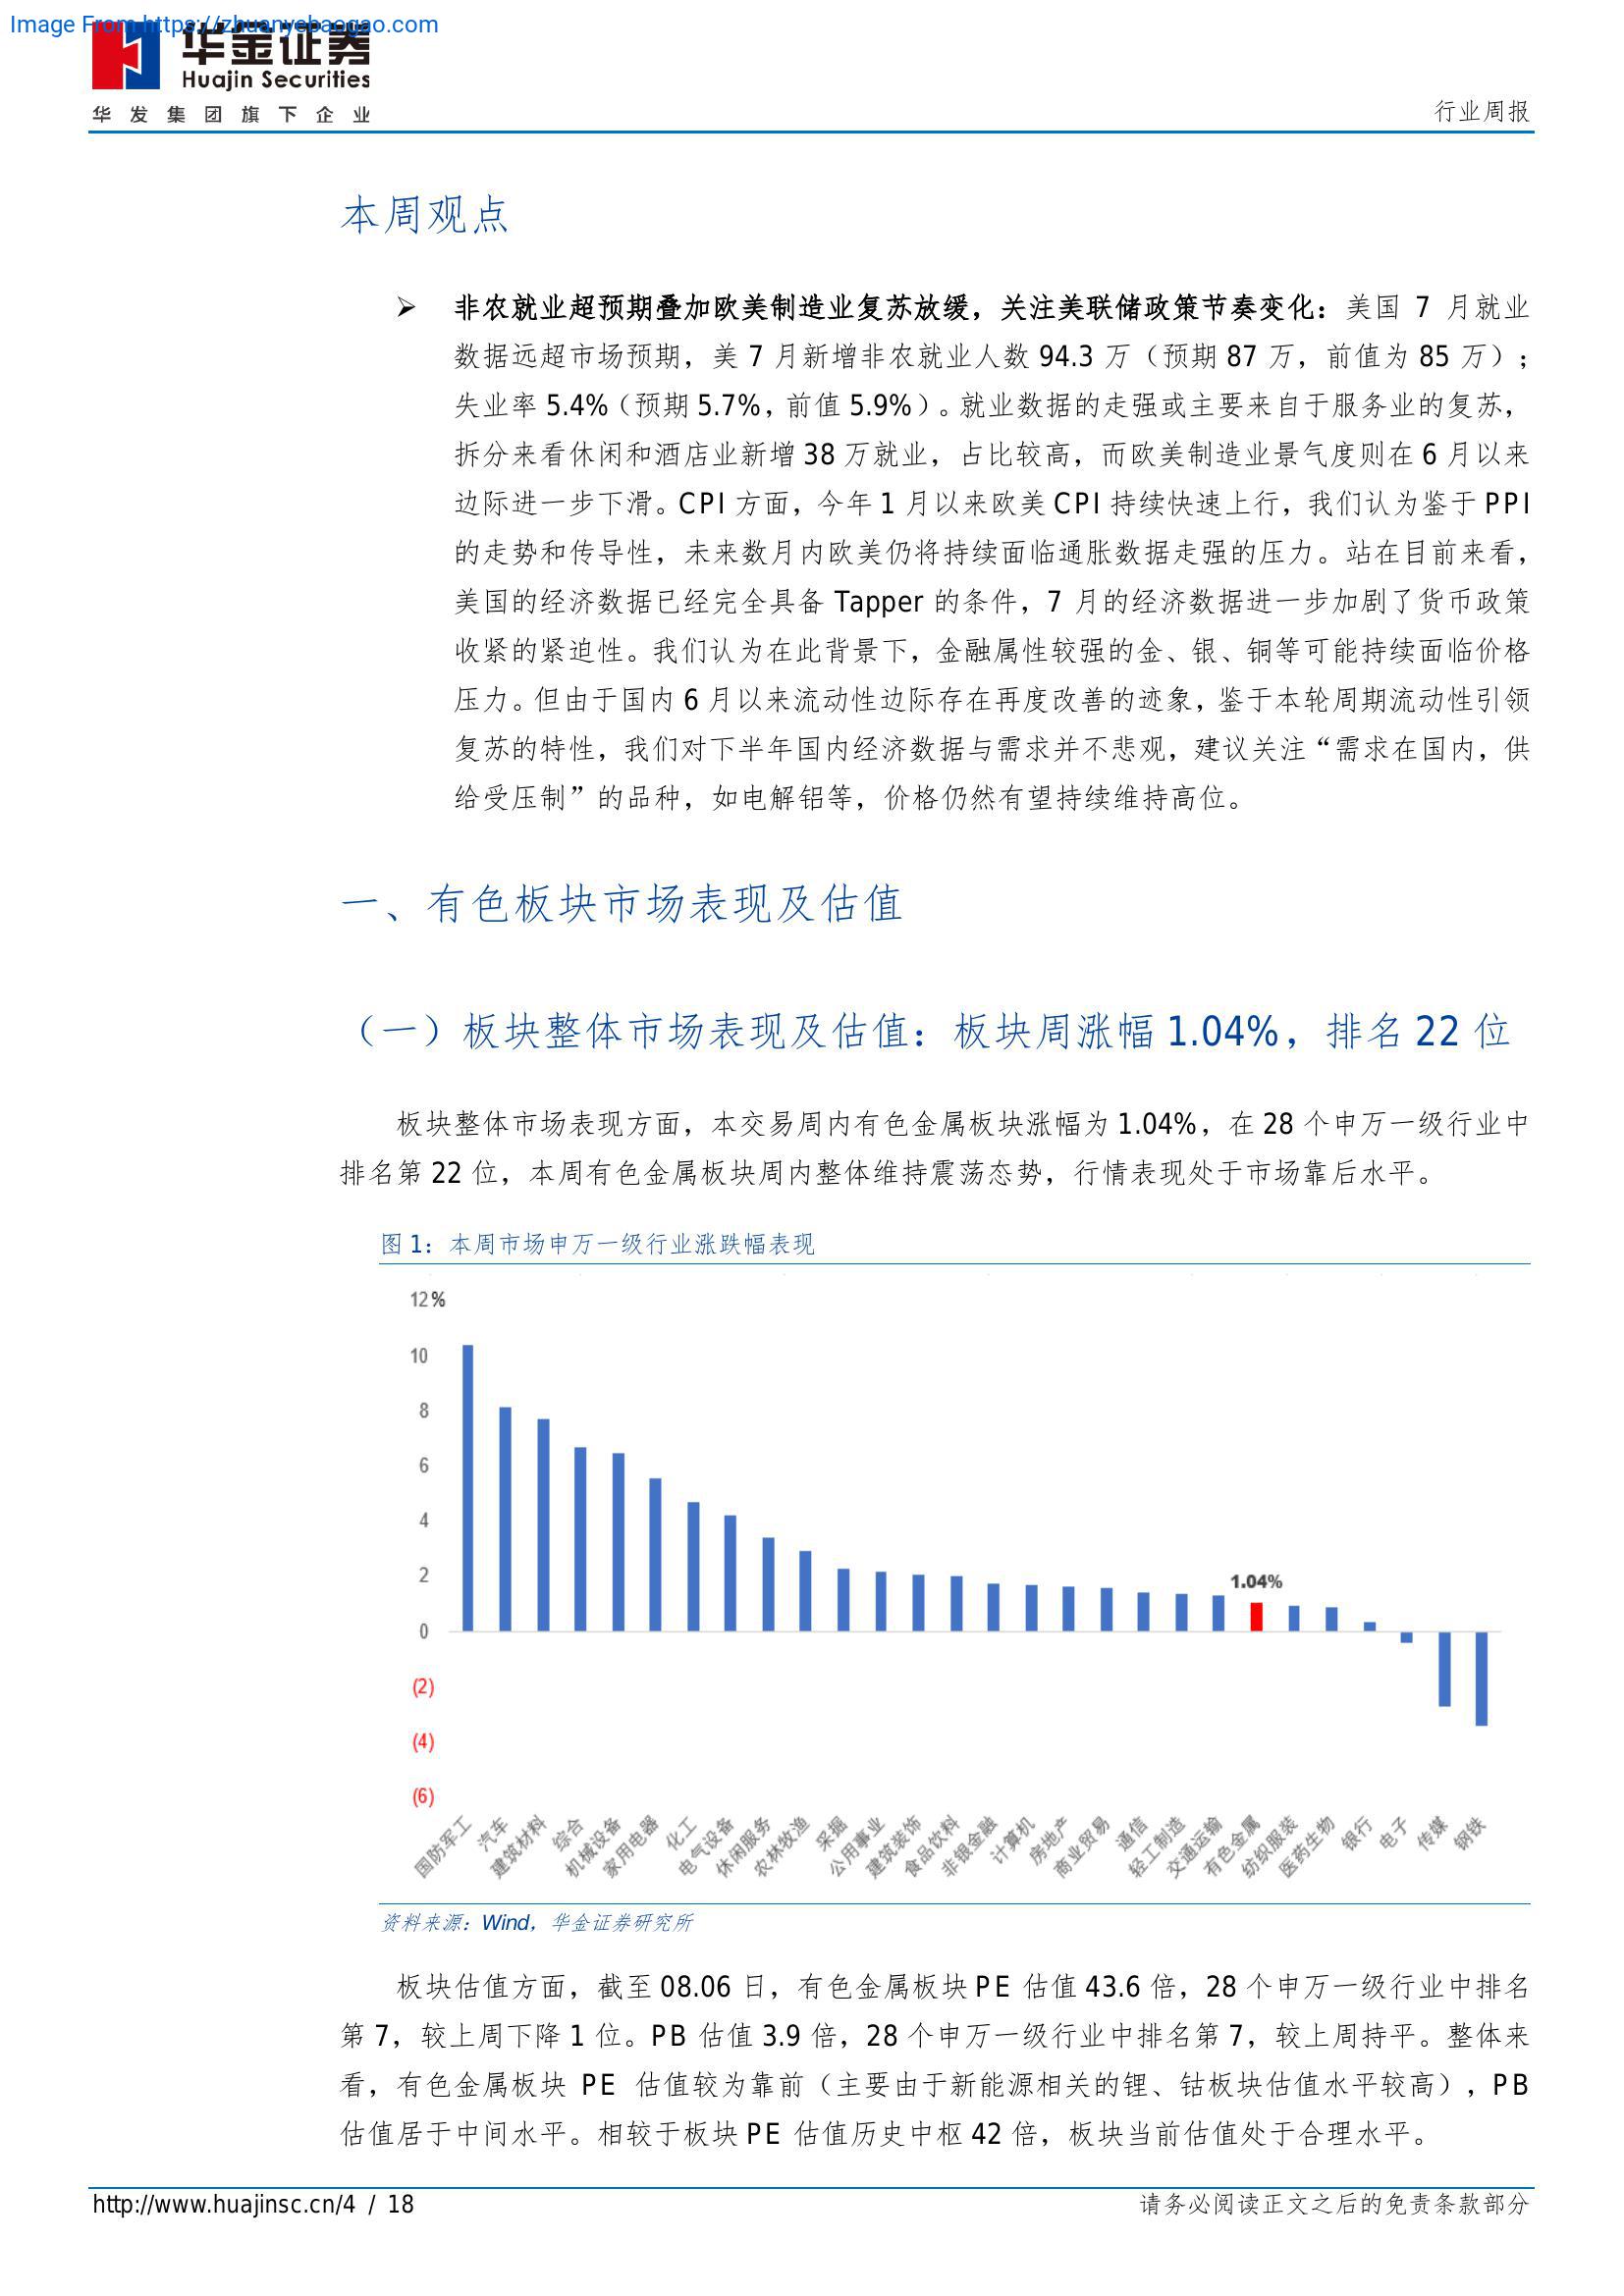 Image From https://zhuanyebaogao.com
华金证券
Huajin Securities
华发集团旗下企业
行业周报
本周观点
➢ 非农就业超预期叠加欧美制造业复苏放缓，关注美联储政策节奏变化：美国 7 月就业
数据远超市场预期，美 7 月新增非农就业人数 94.3 万（预期 87 万，前值为 85 万）；
失业率 5.4%（预期 5.7%，前值 5.9%）。就业数据的走强或主要来自于服务业的复苏，
拆分来看休闲和酒店业新增 38 万就业，占比较高，而欧美制造业景气度则在 6 月以来
边际进一步下滑。CPI 方面，今年 1 月以来欧美 CPI 持续快速上行，我们认为鉴于 PPI
的走势和传导性，未来数月内欧美仍将持续面临通胀数据走强的压力。站在目前来看，
美国的经济数据已经完全具备 Tapper 的条件，7 月的经济数据进一步加剧了货币政策
收紧的紧迫性。我们认为在此背景下，金融属性较强的金、银、铜等可能持续面临价格
压力。但由于国内 6 月以来流动性边际存在再度改善的迹象，鉴于本轮周期流动性引领
复苏的特性，我们对下半年国内经济数据与需求并不悲观，建议关注“需求在国内，供
给受压制”的品种，如电解铝等，价格仍然有望持续维持高位。
一、有色板块市场表现及估值
（一）板块整体市场表现及估值：板块周涨幅 1.04%，排名 22 位
板块整体市场表现方面，本交易周内有色金属板块涨幅为 1.04%，在 28 个申万一级行业中
排名第 22 位，本周有色金属板块周内整体维持震荡态势，行情表现处于市场靠后水平。
图 1：本周市场申万一级行业涨跌幅表现
12%
10
8
6
4
2
0
(2)
(4)
(6)
1.04%
国防军工 汽车 建筑材料 综合 机械设备 家用电器 化工 电气设备 休闲服务 农林牧渔 采掘 公用事业 建筑装饰 食品饮料 非银金融 计算机 房地产 商业贸易 通信 轻工制造 交通运输 有色金属 纺织服装 医药生物 银行 电子 传媒 钢铁
资料来源：Wind，华金证券研究所
板块估值方面，截至 08.06 日，有色金属板块 PE 估值 43.6 倍，28 个申万一级行业中排名
第 7，较上周下降 1 位。PB 估值 3.9 倍，28 个申万一级行业中排名第 7，较上周持平。整体来
看，有色金属板块 PE 估值较为靠前（主要由于新能源相关的锂、钴板块估值水平较高），PB
估值居于中间水平。相较于板块 PE 估值历史中枢 42 倍，板块当前估值处于合理水平。
http://www.huajinsc.cn/4 / 18
请务必阅读正文之后的免责条款部分